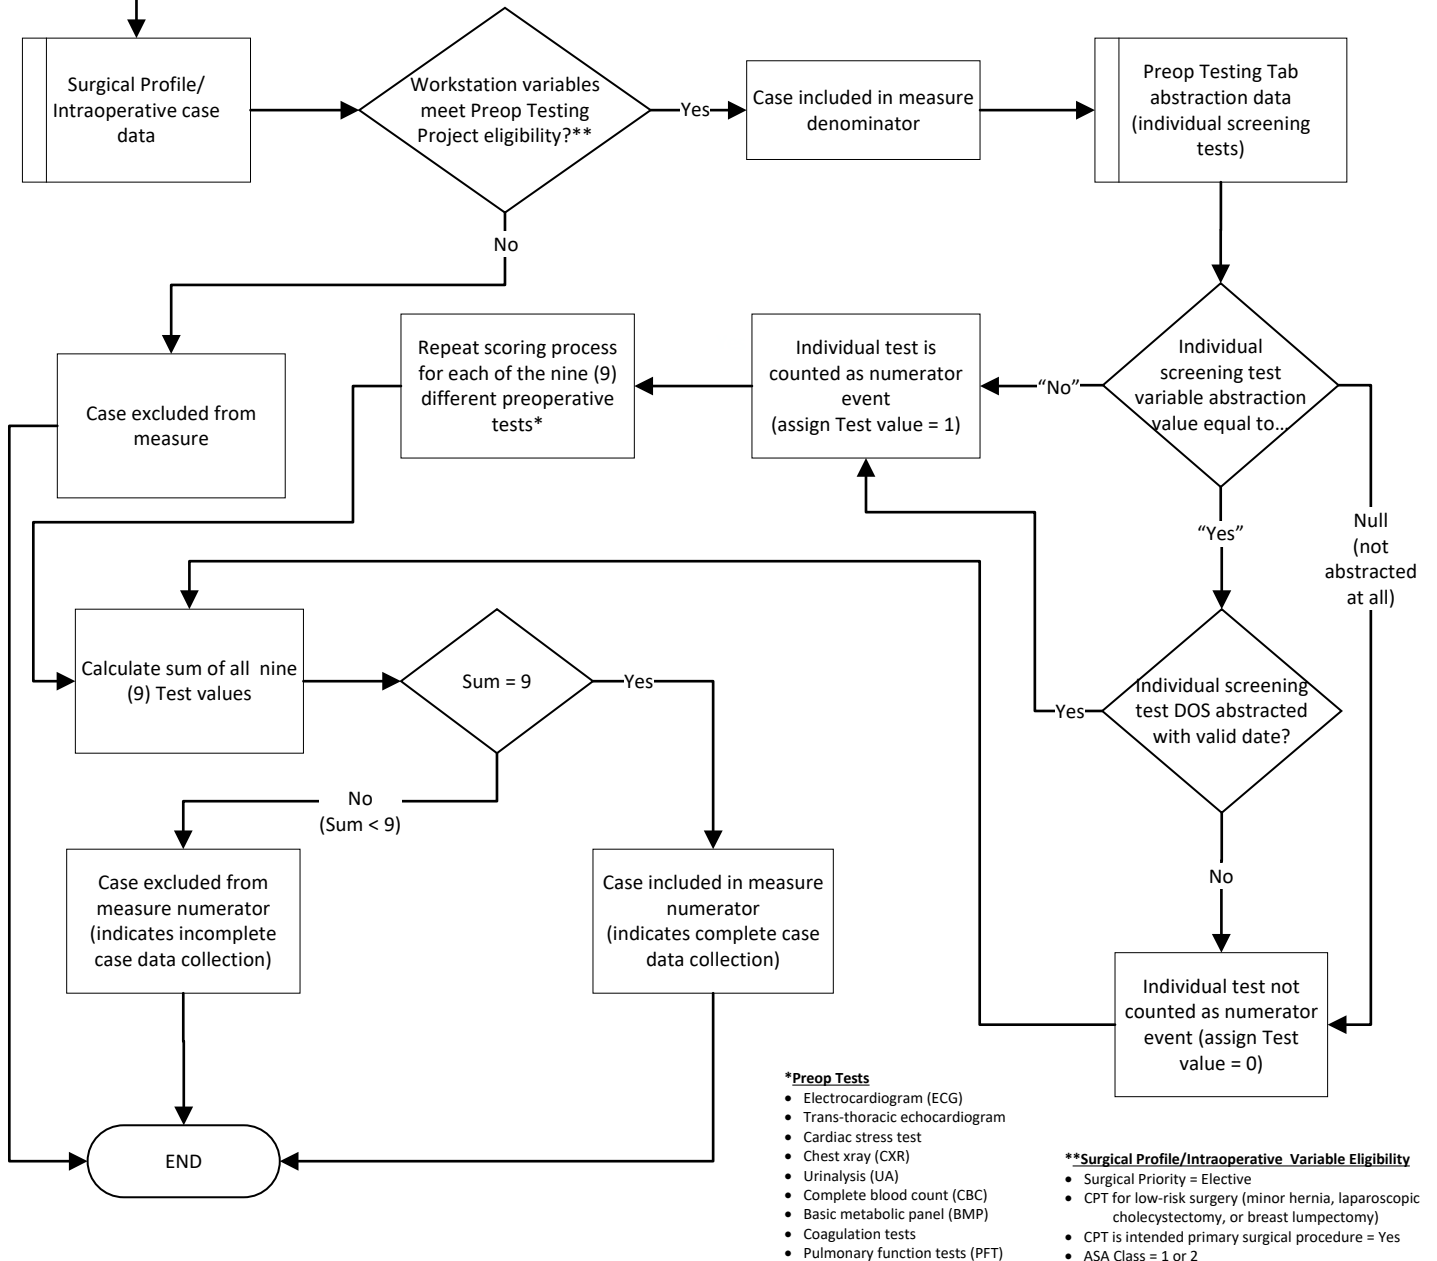 Surgical Profile/
Intraoperative case
data
Workstation variables
meet Preop Testing
Project eligibility?**
Yes
Case included in measure
denominator
Preop Testing Tab
abstraction data
(individual screening
tests)
No
Case excluded from
measure
Repeat scoring process
for each of the nine (9)
different preoperative
tests*
Individual test is
counted as numerator
event
(assign Test value = 1)
“No”
Individual
screening test
variable abstraction
value equal to…
“Yes”
Null
(not
abstracted
at all)
Calculate sum of all nine
(9) Test values
Sum = 9
Yes
Yes
Individual screening
test DOS abstracted
with valid date?
No
(Sum < 9)
No
Case excluded from
measure numerator
(indicates incomplete
case data collection)
Case included in measure
numerator
(indicates complete case
data collection)
Individual test not
counted as numerator
event (assign Test
value = 0)
END
*Preop Tests
• Electrocardiogram (ECG)
• Trans-thoracic echocardiogram
• Cardiac stress test
• Chest xray (CXR)
• Urinalysis (UA)
• Complete blood count (CBC)
• Basic metabolic panel (BMP)
• Coagulation tests
• Pulmonary function tests (PFT)
**Surgical Profile/Intraoperative Variable Eligibility
• Surgical Priority = Elective
• CPT for low-risk surgery (minor hernia, laparoscopic
cholecystectomy, or breast lumpectomy)
• CPT is intended primary surgical procedure = Yes
• ASA Class = 1 or 2